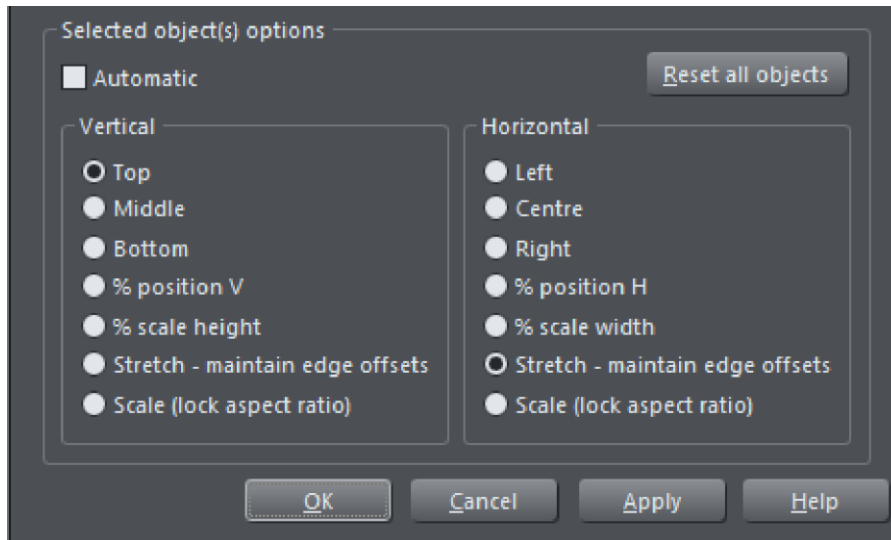 Selected object(s) options
Automatic
Reset all objects
Vertical
Top
Middle
Bottom
% position V
% scale height
Stretch - maintain edge offsets
Scale (lock aspect ratio)
Horizontal
Left
Centre
Right
% position H
% scale width
Stretch - maintain edge offsets
Scale (lock aspect ratio)
OK
Cancel
Apply
Help